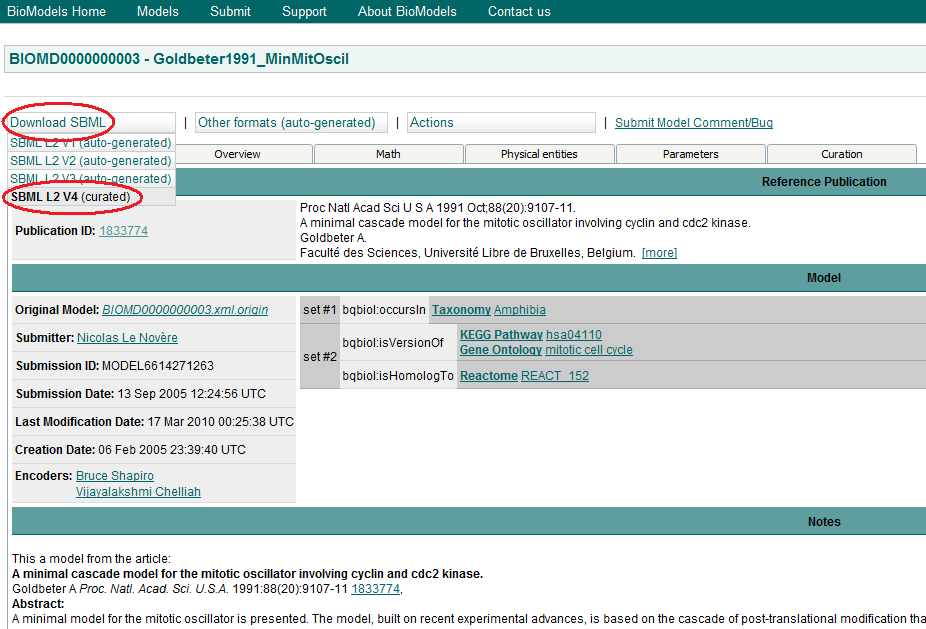 BioModels Home Models Submit Support About BioModels Contact us
BIOMD0000000003 - Goldbeter1991_MinMitOscil
Download SBML | Other formats (auto-generated) | Actions | Submit Model Comment/Bug
SBML L2 V1 (auto-generated)
SBML L2 V2 (auto-generated)
SBML L2 V3 (auto-generated)
SBML L2 V4 (curated)
Overview Math Physical entities Parameters Curation
Reference Publication
Publication ID: 1833774
Proc Natl Acad Sci U S A 1991 Oct;88(20):9107-11.
A minimal cascade model for the mitotic oscillator involving cyclin and cdc2 kinase.
Goldbeter A.
Faculté des Sciences, Université Libre de Bruxelles, Belgium. [more]
Model
Original Model: BIOMD0000000003.xml.origin
Submitter: Nicolas Le Novère
Submission ID: MODEL6614271263
Submission Date: 13 Sep 2005 12:24:56 UTC
Last Modification Date: 17 Mar 2010 00:25:38 UTC
Creation Date: 06 Feb 2005 23:39:40 UTC
Encoders: Bruce Shapiro
Vijayalakshmi Chelliah
set #1 bqbiol:occursIn Taxonomy Amphibia
set #2 bqbiol:isVersionOf KEGG Pathway hsa04110
Gene Ontology mitotic cell cycle
bqbiol:isHomologTo Reactome REACT_152
Notes
This a model from the article:
A minimal cascade model for the mitotic oscillator involving cyclin and cdc2 kinase.
Goldbeter A Proc. Natl. Acad. Sci. U.S.A. 1991:88(20):9107-11 1833774,
Abstract:
A minimal model for the mitotic oscillator is presented. The model, built on recent experimental advances, is based on the cascade of post-translational modification tha